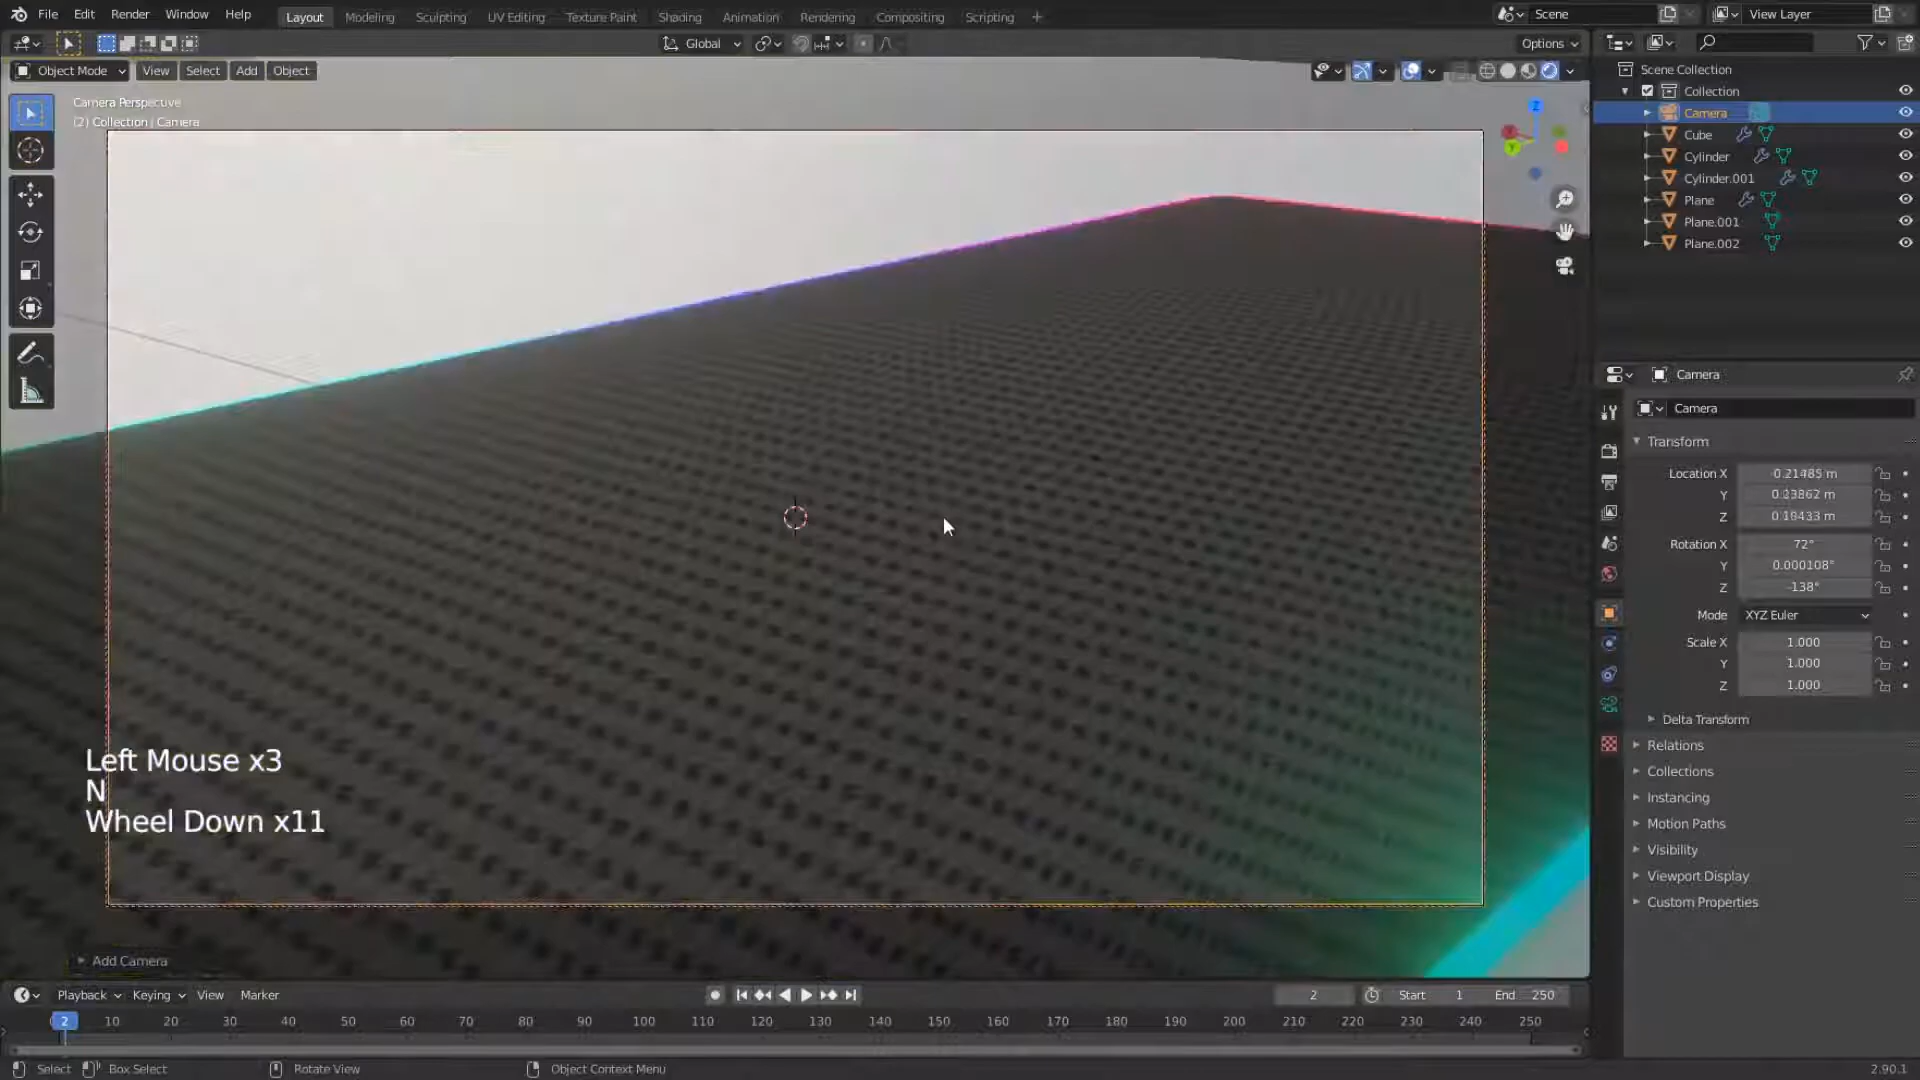 File Edit Render Window Help Layout Modeling Sculpting UV Editing Texture Paint Shading Animation Rendering Compositing Scripting + Scene View Layer
Global Options
Object Mode View Select Add Object
Camera Perspective
(2) Collection | Camera
Z
Y
Scene Collection
Collection
Camera
Cube
Cylinder
Cylinder.001
Plane
Plane.001
Plane.002
Camera
Camera
Transform
Location X 0.21485 m
Y 0.23862 m
Z 0.18433 m
Rotation X 72°
Y 0.000108°
Z -138°
Mode XYZ Euler
Scale X 1.000
Y 1.000
Z 1.000
Delta Transform
Relations
Collections
Instancing
Motion Paths
Visibility
Viewport Display
Custom Properties
Left Mouse x3
N
Wheel Down x11
Add Camera
Playback Keying View Marker 2 Start 1 End 250
2 10 20 30 40 50 60 70 80 90 100 110 120 130 140 150 160 170 180 190 200 210 220 230 240 250
Select Box Select Rotate View Object Context Menu 2.90.1